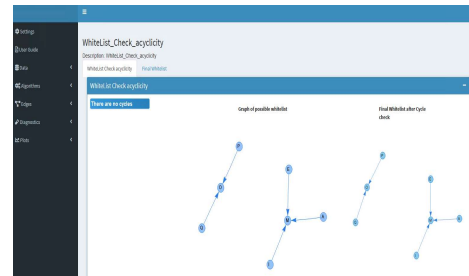 Settings
User Guide
Data
Algorithms
Edges
Diagnostics
Plots
WhiteList_Check_acyclicity
Description: WhiteList_Check_acyclicity
WhiteList Check acyclicity Final Whitelist
WhiteList Check acyclicity
There are no cycles
Graph of possible whitelist
Final Whitelist after Cycle
check
P
D
G
E
M
K
I